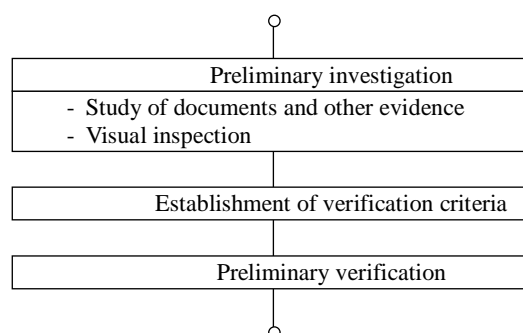 Preliminary investigation
- Study of documents and other evidence
- Visual inspection
Establishment of verification criteria
Preliminary verification